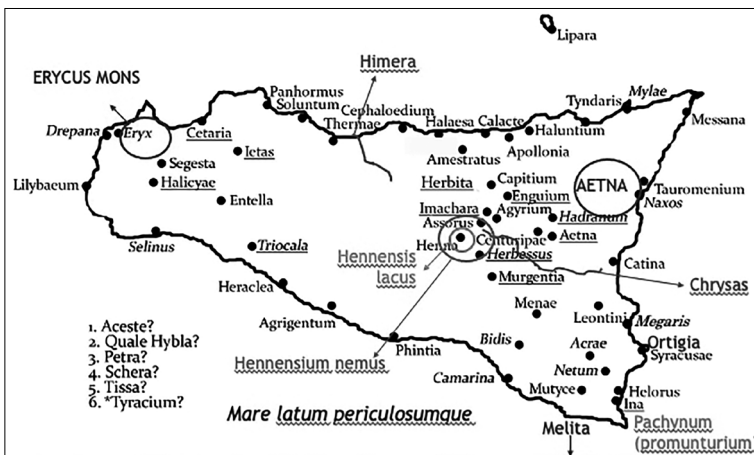 Lipara
Himera
ERYCUS MONS
Panhormus
Soluntum
Cephaloedium
Thermae
Halaesa
Calacte
Tyndaris
Mylae
Messana
Drepana
Eryx
Cetaria
Haluntium
Apollonia
Amestratus
Ietas
Segesta
Halicyae
Lilybaeum
Entella
Herbita
Capitium
Enguium
AETNA
Tauromenium
Naxos
Imachara
Agyrium
Hadranum
Assorus
Aetna
Selinus
Triocala
Henna
Centuripae
Herbessus
Hennensis
lacus
Catina
Murgentia
Chrysas
Heraclea
Menae
Leontini
Megaris
Agrigentum
Phintia
Bidis
Acrae
Ortigia
Syracusae
Hennensium nemus
Netum
Camarina
Mutyce
Helorus
Ina
1. Aceste?
2. Quale Hybla?
3. Petra?
4. Schera?
5. Tissa?
6. *Tyracium?
Mare latum periculosumque
Melita
Pachynum
(promunturium)